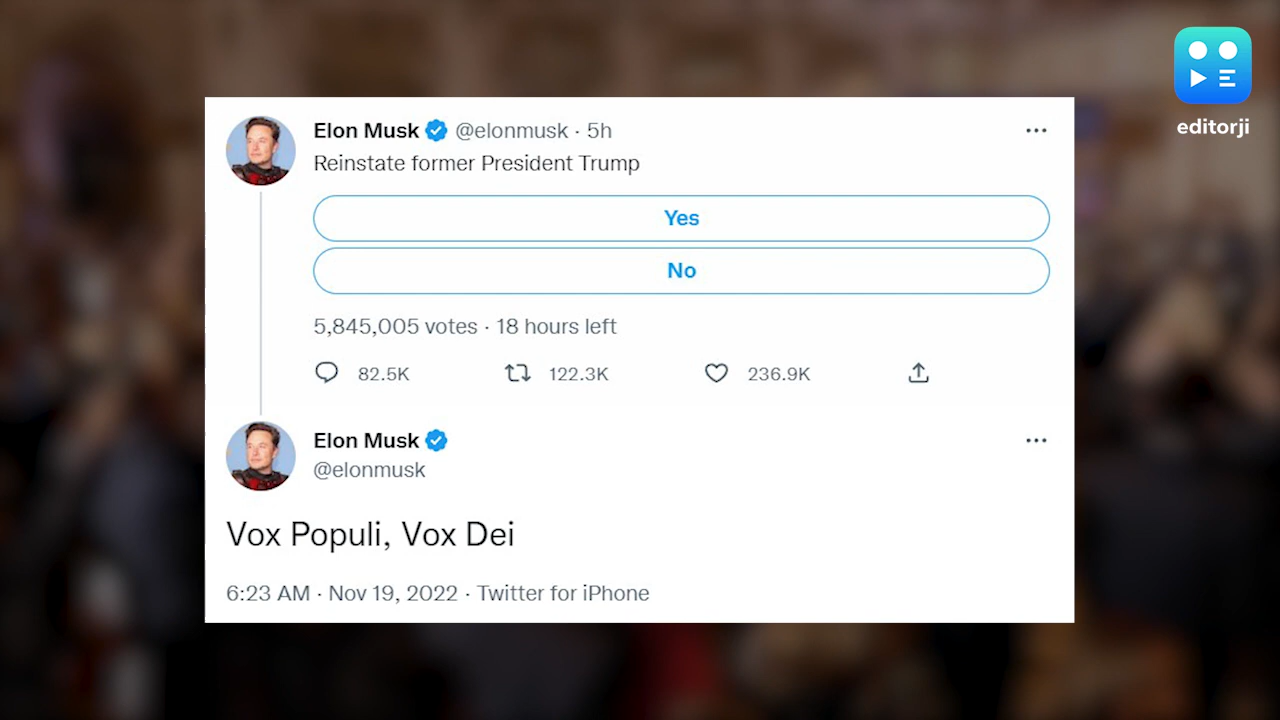 editorji
Elon Musk @elonmusk · 5h
Reinstate former President Trump
Yes
No
5,845,005 votes · 18 hours left
82.5K 122.3K 236.9K
Elon Musk
@elonmusk
Vox Populi, Vox Dei
6:23 AM · Nov 19, 2022 · Twitter for iPhone